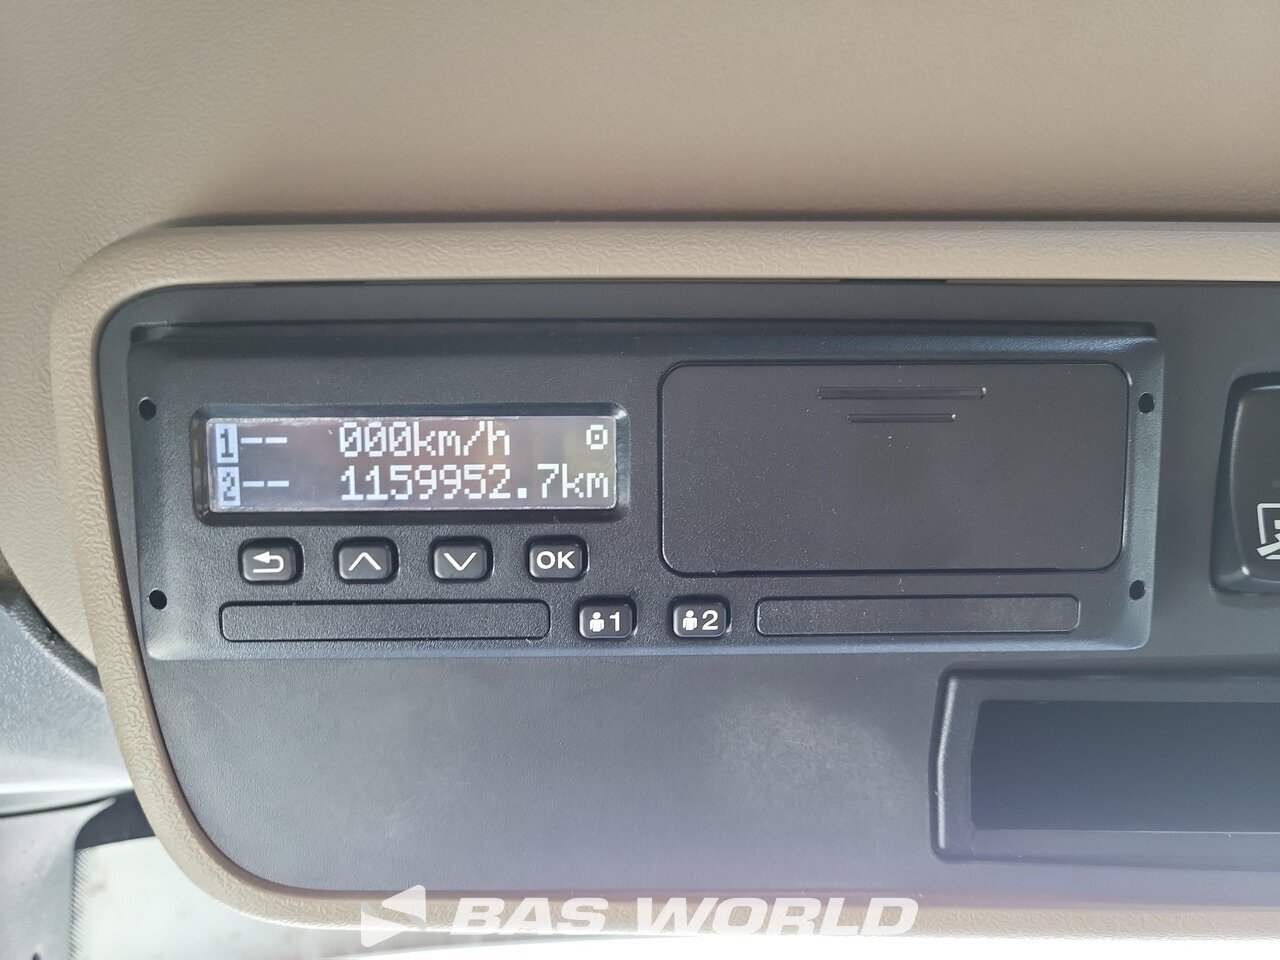 1-- 000km/h
2-- 1159952.7km
OK
1 2
BAS WORLD